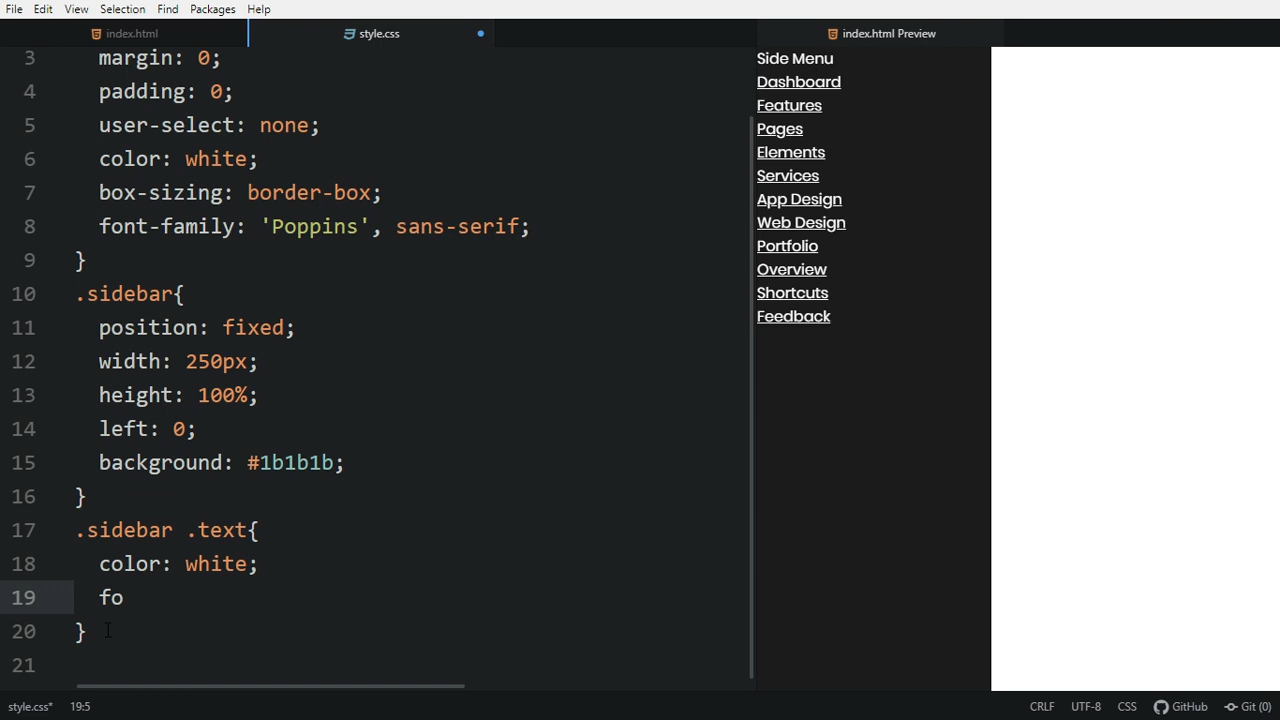 File Edit View Selection Find Packages Help
index.html style.css index.html Preview
3 margin: 0;
4 padding: 0;
5 user-select: none;
6 color: white;
7 box-sizing: border-box;
8 font-family: 'Poppins', sans-serif;
9 }
10 .sidebar{
11 position: fixed;
12 width: 250px;
13 height: 100%;
14 left: 0;
15 background: #1b1b1b;
16 }
17 .sidebar .text{
18 color: white;
19 fo
20 }
21
Side Menu
Dashboard
Features
Pages
Elements
Services
App Design
Web Design
Portfolio
Overview
Shortcuts
Feedback
style.css* 19:5 CRLF UTF-8 CSS GitHub Git (0)